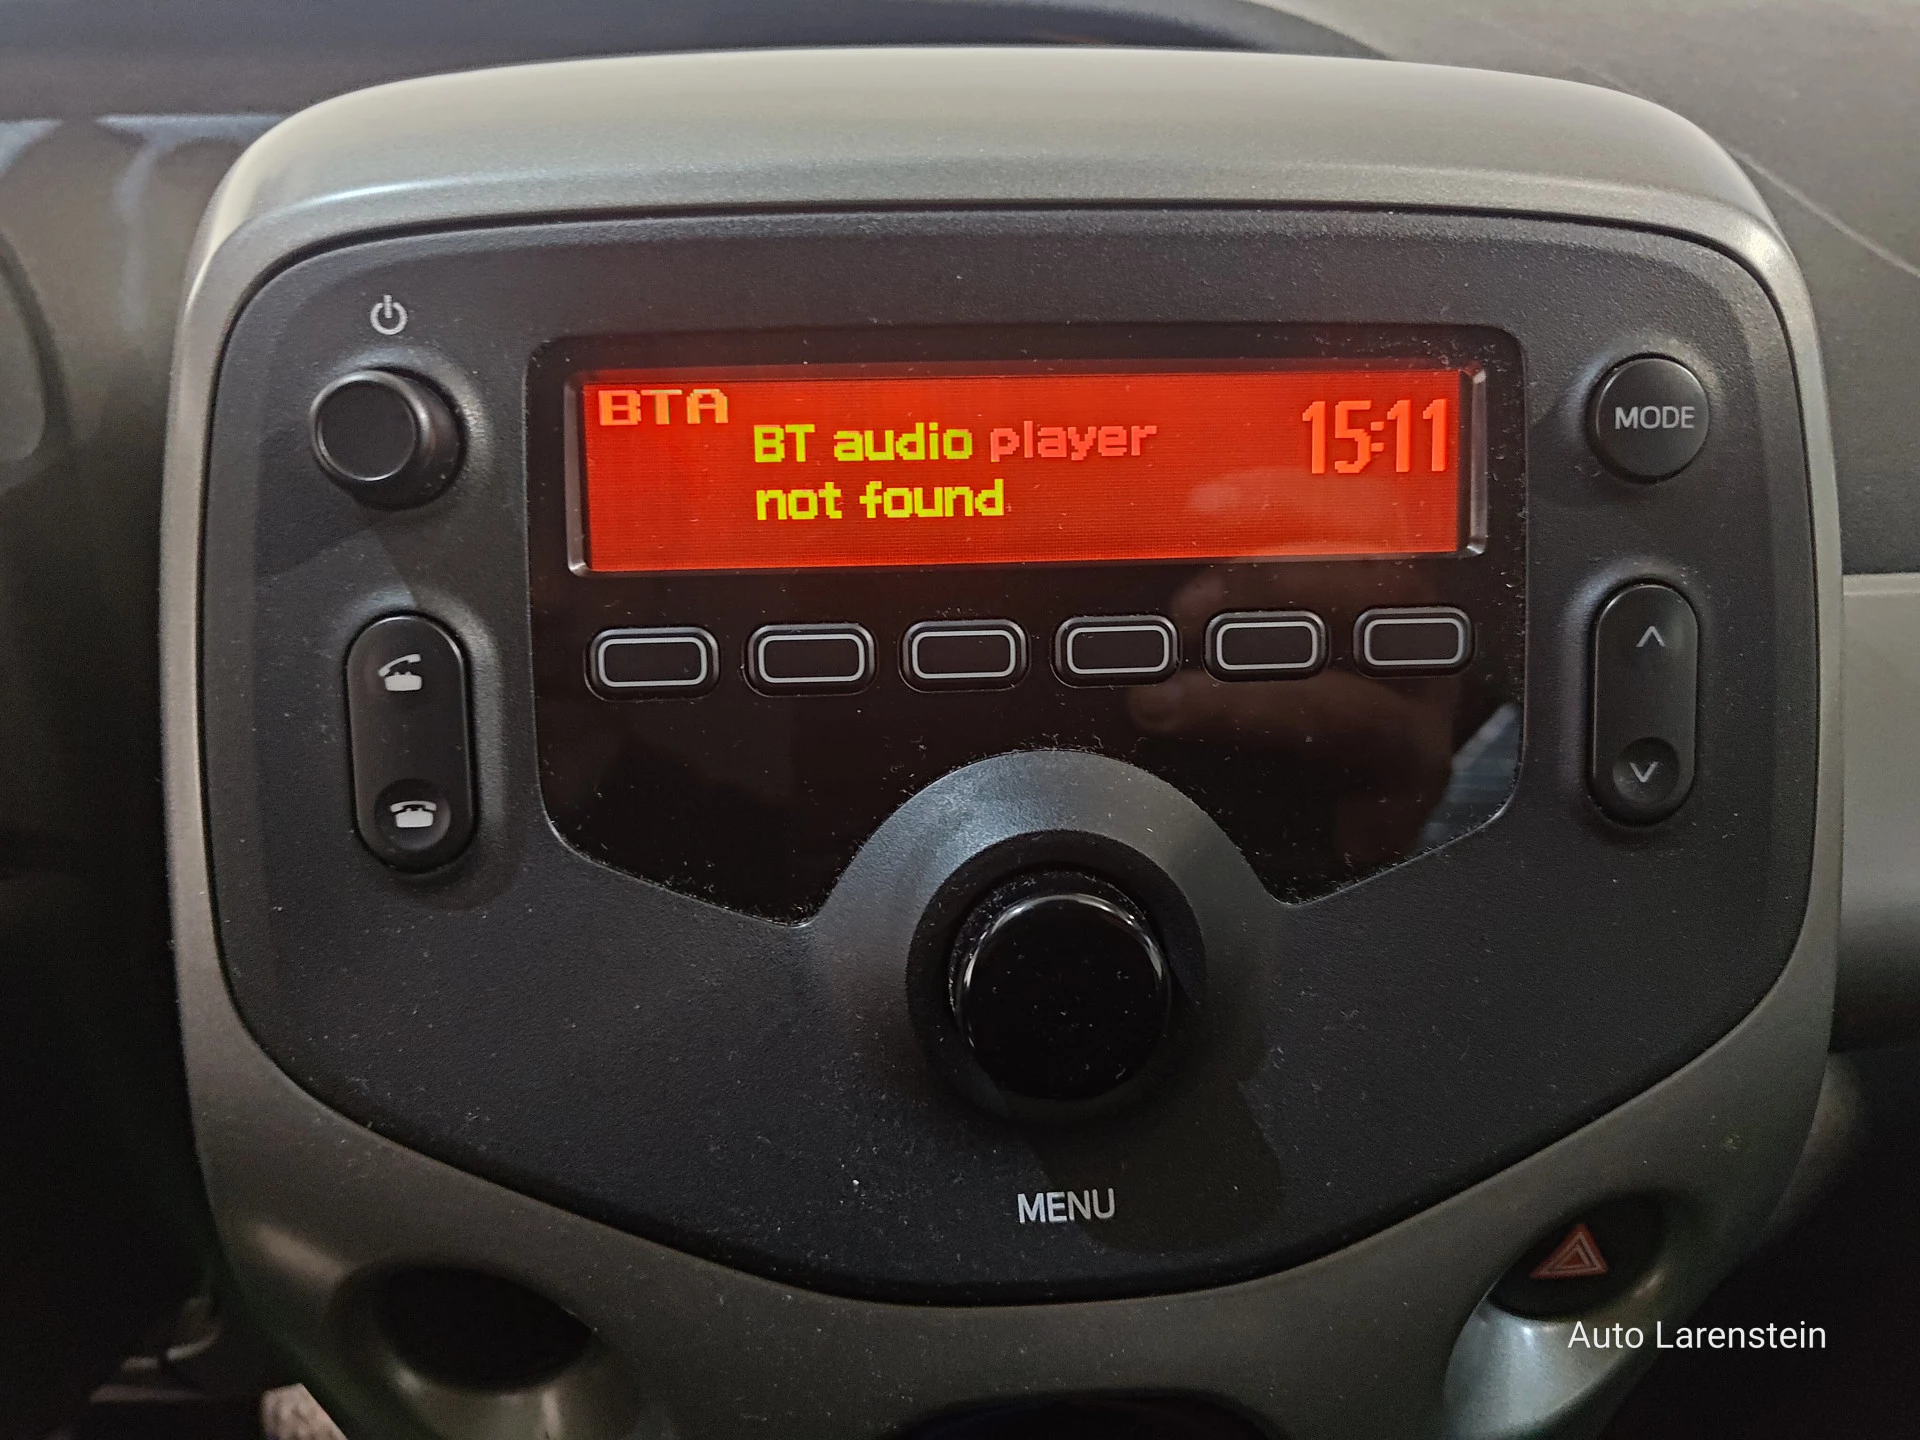 BTA
BT audio player
not found
15:11
MODE
MENU
Auto Larenstein